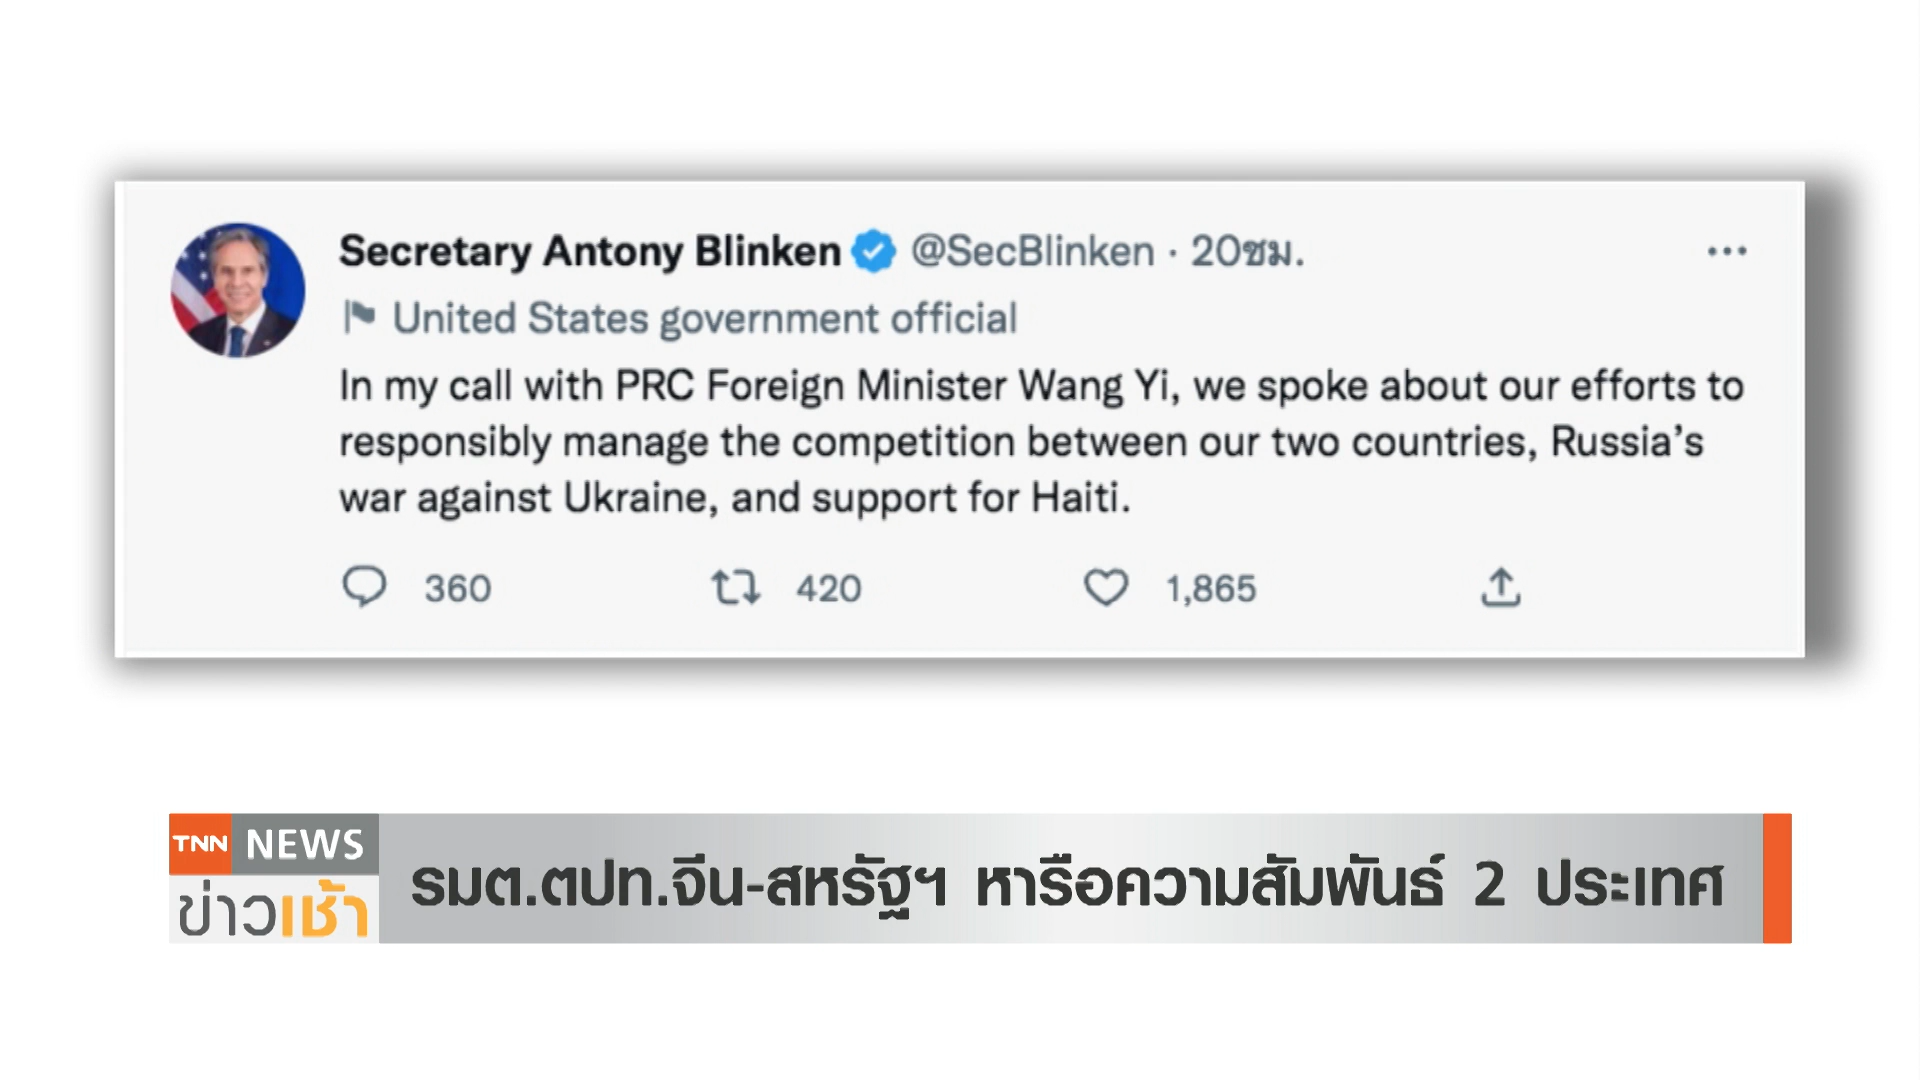 Secretary Antony Blinken @SecBlinken · 20ชม.
United States government official
In my call with PRC Foreign Minister Wang Yi, we spoke about our efforts to
responsibly manage the competition between our two countries, Russia’s
war against Ukraine, and support for Haiti.
360 420 1,865
TNN NEWS
ข่าวเช้า
รมต.ตปท.จีน-สหรัฐฯ หารือความสัมพันธ์ 2 ประเทศ